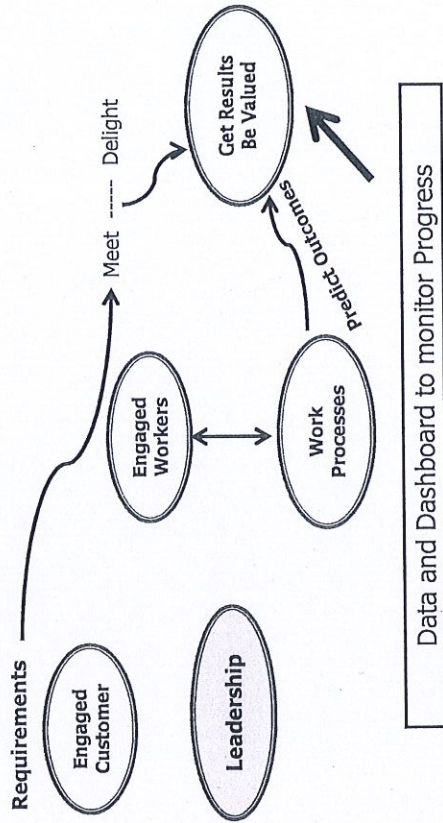 Requirements
Meet ----- Delight
Engaged
Customer
Engaged
Workers
Get Results
Be Valued
Leadership
Work
Processes
Predict Outcomes
Data and Dashboard to monitor Progress